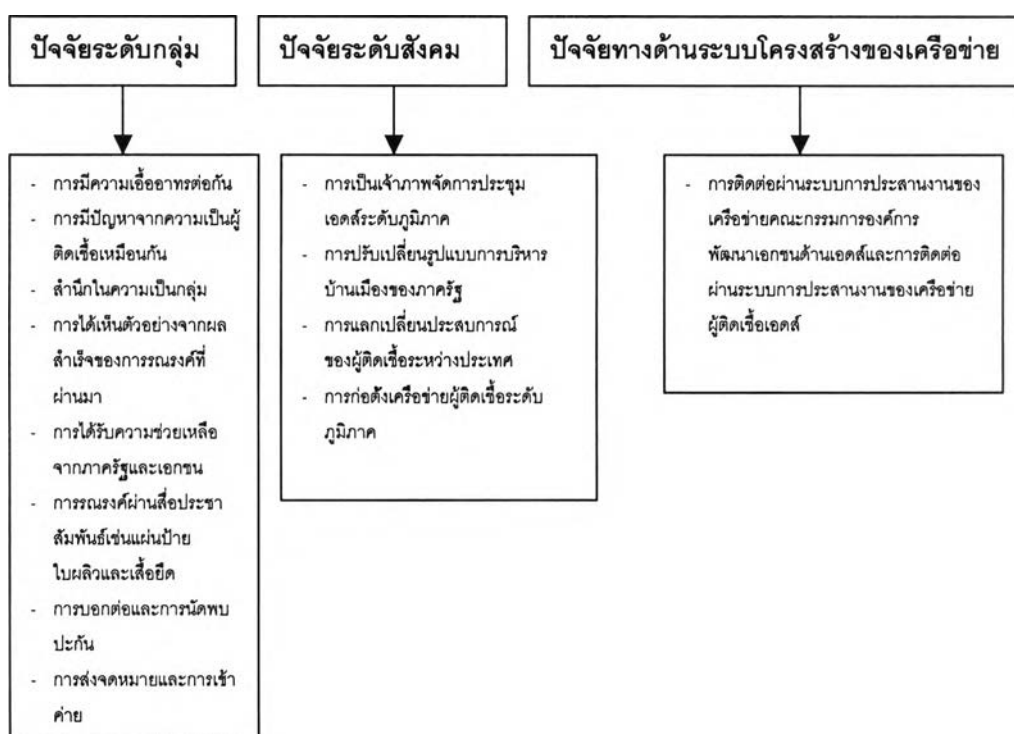 ปัจจัยระดับกลุ่ม
- การมีความเอื้ออาทรต่อกัน
- การมีปัญหาจากความเป็นผู้
ติดเชื้อเหมือนกัน
- สำนึกในความเป็นกลุ่ม
- การได้เห็นตัวอย่างจากผล
สำเร็จของการรณรงค์ที่
ผ่านมา
- การได้รับความช่วยเหลือ
จากภาครัฐและเอกชน
- การรณรงค์ผ่านสื่อประชา
สัมพันธ์เช่นแผ่นป้าย
ใบผลิวและเสื้อยืด
- การบอกต่อและการนัดพบ
ปะกัน
- การส่งจดหมายและการเข้า
ค่าย
ปัจจัยระดับสังคม
- การเป็นเจ้าภาพจัดการประชุม
เอดส์ระดับภูมิภาค
- การปรับเปลี่ยนรูปแบบการบริหาร
บ้านเมืองของภาครัฐ
- การแลกเปลี่ยนประสบการณ์
ของผู้ติดเชื้อระหว่างประเทศ
- การก่อตั้งเครือข่ายผู้ติดเชื้อระดับ
ภูมิภาค
ปัจจัยทางด้านระบบโครงสร้างของเครือข่าย
- การติดต่อผ่านระบบการประสานงานของ
เครือข่ายคณะกรรมการองค์การ
พัฒนาเอกชนด้านเอดส์และการติดต่อ
ผ่านระบบการประสานงานของเครือข่าย
ผู้ติดเชื้อเอดส์